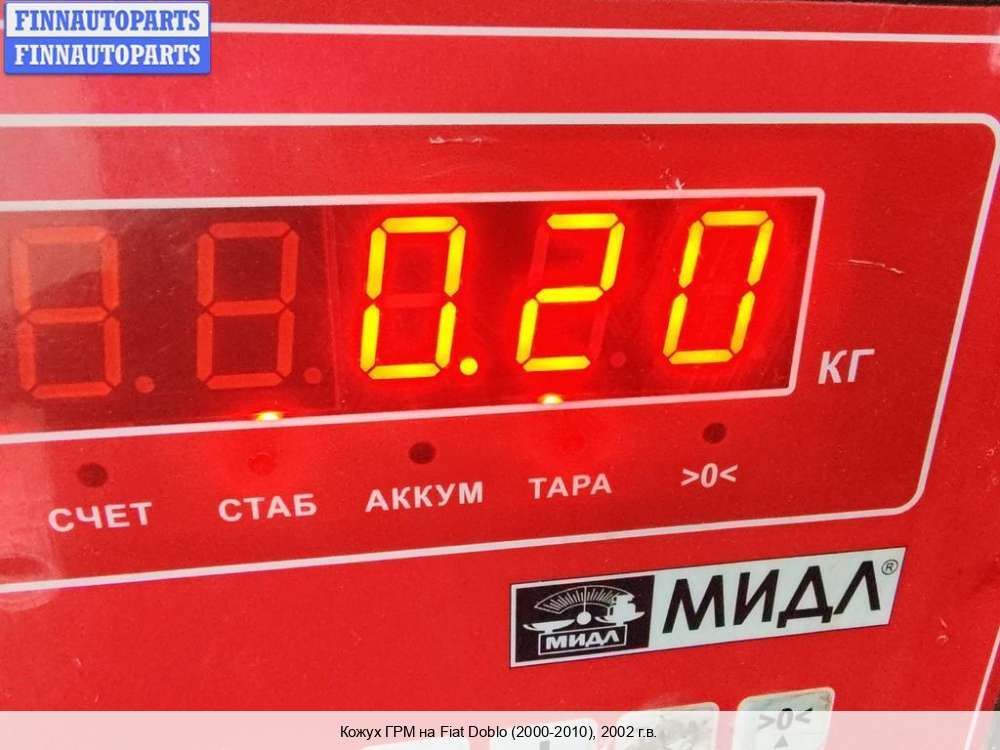 FINNAUTOPARTS
FINNAUTOPARTS
0.20
КГ
СЧЕТ СТАБ АККУМ ТАРА >0<
МИДЛ МИДЛ®
>0<
Кожух ГРМ на Fiat Doblo (2000-2010), 2002 г.в.